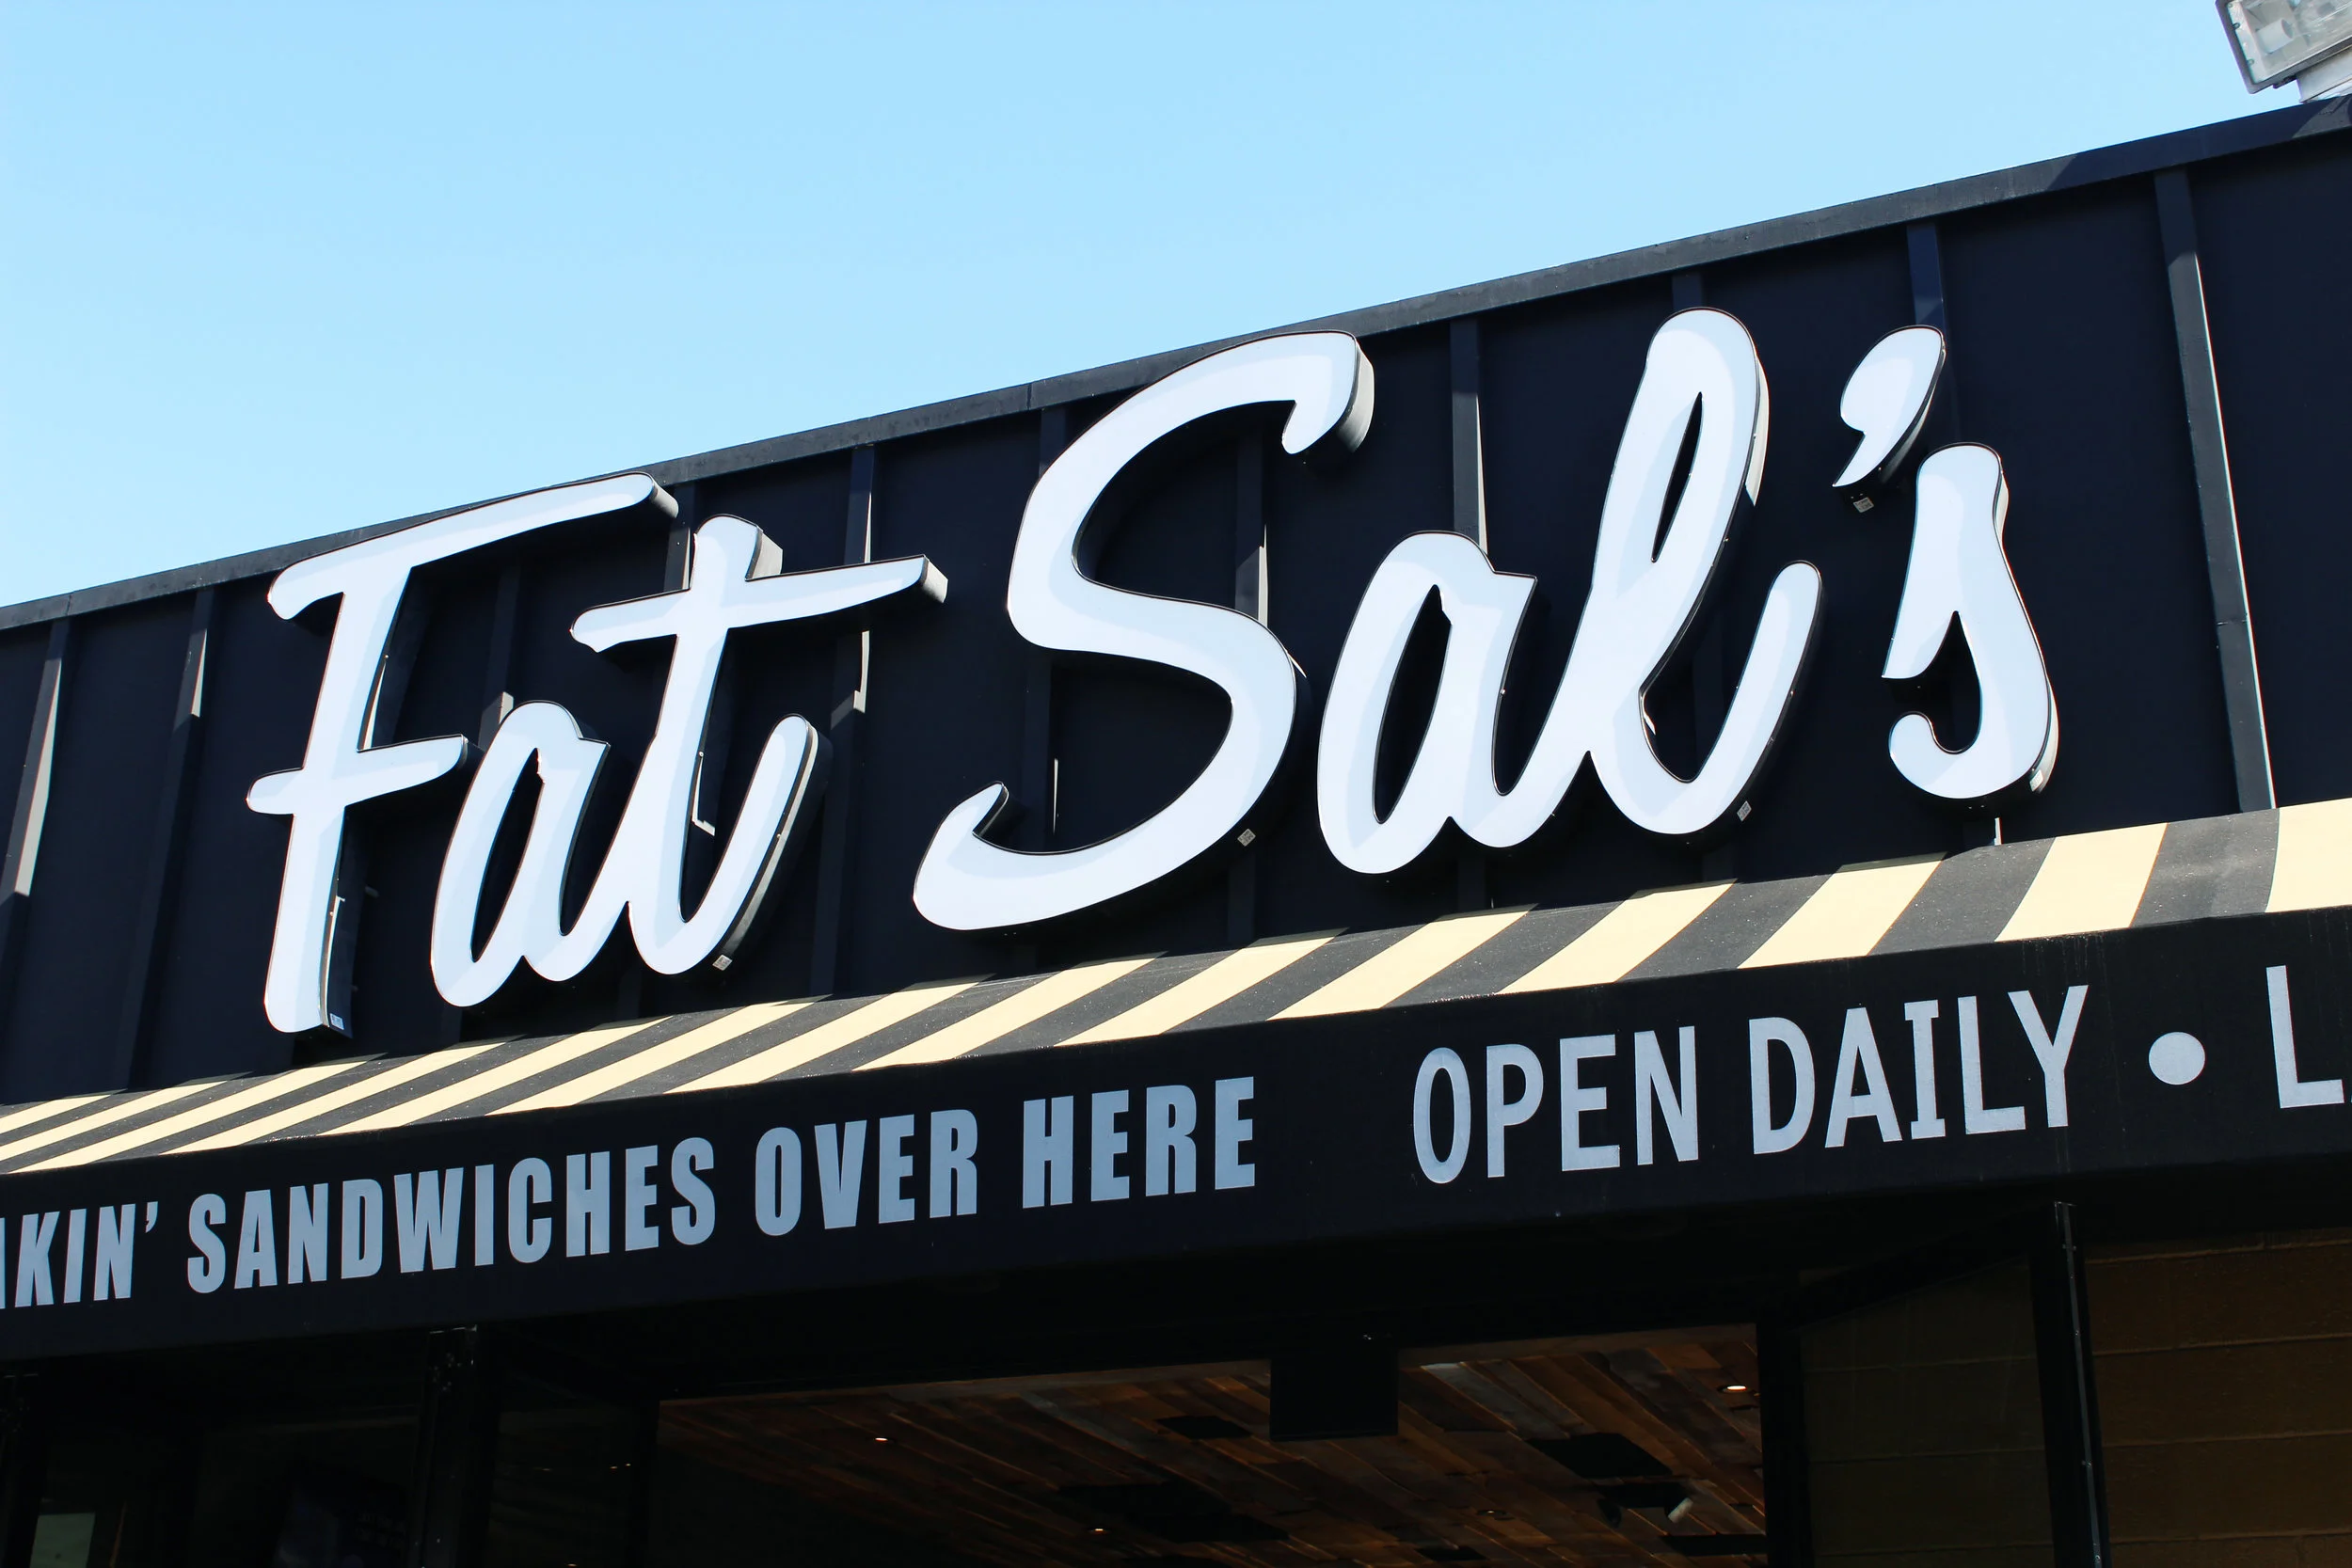 Fat Sal's
SANDWICHES OVER HERE
OPEN DAILY •